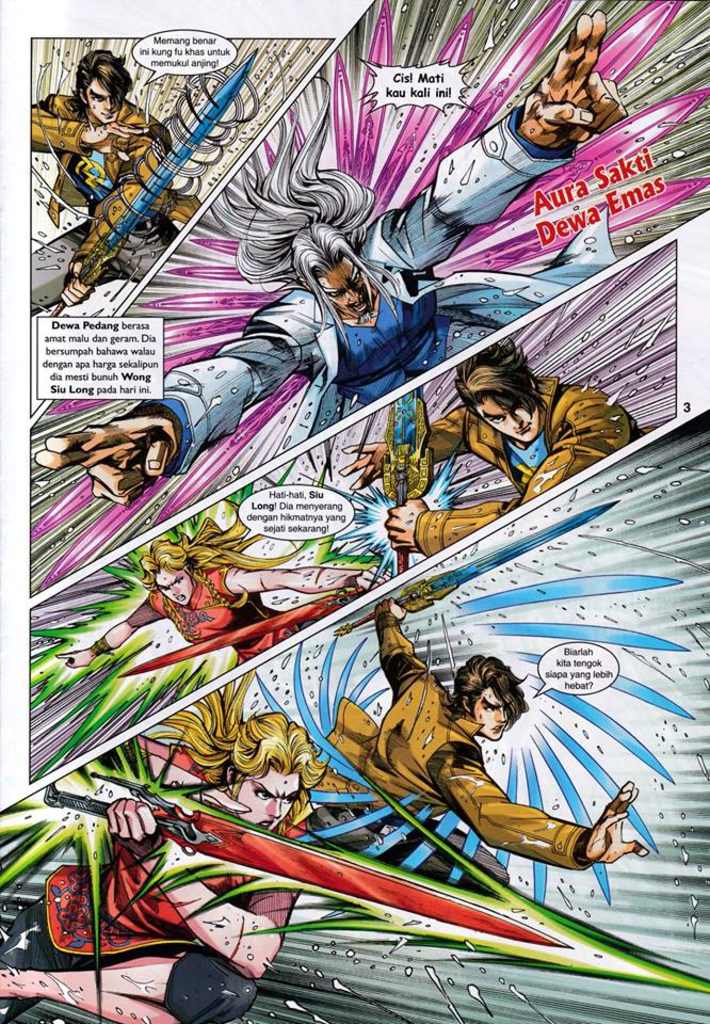 Memang benar
ini kung fu khas untuk
memukul anjing!
Cis! Mati
kau kali ini!
Aura Sakti
Dewa Emas
Dewa Pedang berasa
amat malu dan geram. Dia
bersumpah bahawa walau
dengan apa harga sekalipun
dia mesti bunuh Wong
Siu Long pada hari ini.
3
Hati-hati, Siu
Long! Dia menyerang
dengan hikmatnya yang
sejati sekarang!
Biarlah
kita tengok
siapa yang lebih
hebat?